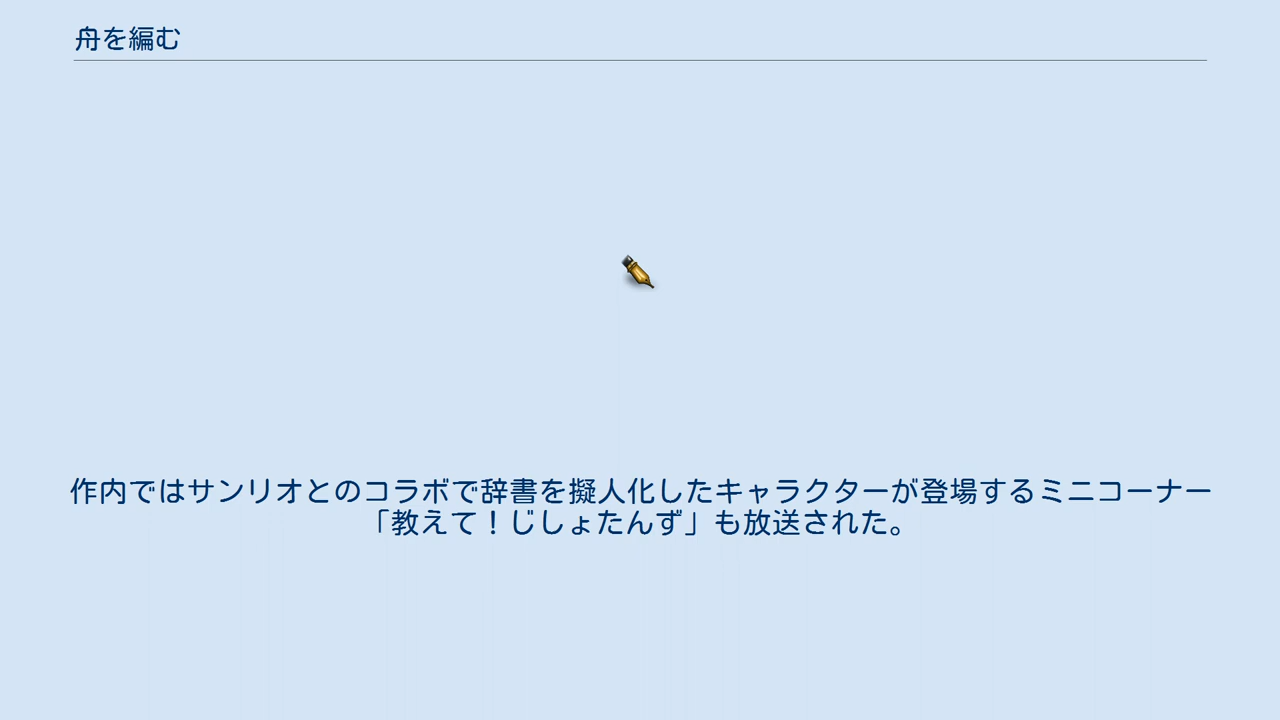 舟を編む
作内ではサンリオとのコラボで辞書を擬人化したキャラクターが登場するミニコーナー
「教えて！じしょたんず」も放送された。